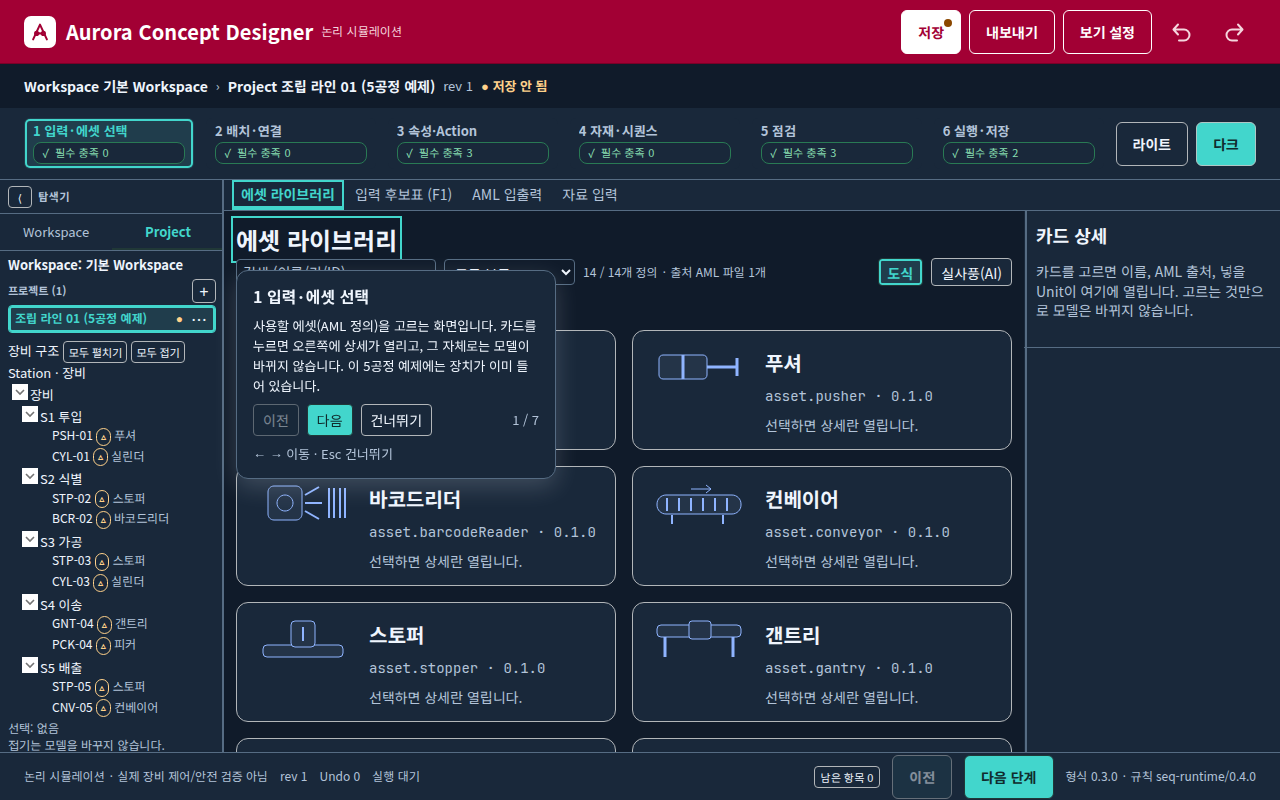 Aurora Concept Designer 논리 시뮬레이션
저장 내보내기 보기 설정
Workspace 기본 Workspace › Project 조립 라인 01 (5공정 예제) rev 1 ● 저장 안 됨
1 입력·에셋 선택
✓ 필수 충족 0
2 배치·연결
✓ 필수 충족 0
3 속성·Action
✓ 필수 충족 3
4 자재·시퀀스
✓ 필수 충족 0
5 점검
✓ 필수 충족 3
6 실행·저장
✓ 필수 충족 2
라이트 다크
탐색기
Workspace Project
Workspace: 기본 Workspace
프로젝트 (1) +
조립 라인 01 (5공정 예제) ● ···
장비 구조 모두 펼치기 모두 접기
Station · 장비
장비
S1 투입
PSH-01 푸셔
CYL-01 실린더
S2 식별
STP-02 스토퍼
BCR-02 바코드리더
S3 가공
STP-03 스토퍼
CYL-03 실린더
S4 이송
GNT-04 갠트리
PCK-04 피커
S5 배출
STP-05 스토퍼
CNV-05 컨베이어
선택: 없음
접기는 모델을 바꾸지 않습니다.
에셋 라이브러리 입력 후보표 (F1) AML 입출력 자료 입력
에셋 라이브러리
14 / 14개 정의 · 출처 AML 파일 1개
도식 실사풍(AI)
1 입력·에셋 선택
사용할 에셋(AML 정의)을 고르는 화면입니다. 카드를
누르면 오른쪽에 상세가 열리고, 그 자체로는 모델이
바뀌지 않습니다. 이 5공정 예제에는 장치가 이미 들
어 있습니다.
이전 다음 건너뛰기 1 / 7
← → 이동 · Esc 건너뛰기
푸셔
asset.pusher · 0.1.0
선택하면 상세란 열립니다.
바코드리더
asset.barcodeReader · 0.1.0
선택하면 상세란 열립니다.
컨베이어
asset.conveyor · 0.1.0
선택하면 상세란 열립니다.
스토퍼
asset.stopper · 0.1.0
선택하면 상세란 열립니다.
갠트리
asset.gantry · 0.1.0
선택하면 상세란 열립니다.
카드 상세
카드를 고르면 이름, AML 출처, 넣을
Unit이 여기에 열립니다. 고르는 것만으
로 모델은 바뀌지 않습니다.
논리 시뮬레이션 · 실제 장비 제어/안전 검증 아님 rev 1 Undo 0 실행 대기
남은 항목 0 이전 다음 단계 형식 0.3.0 · 규칙 seq-runtime/0.4.0